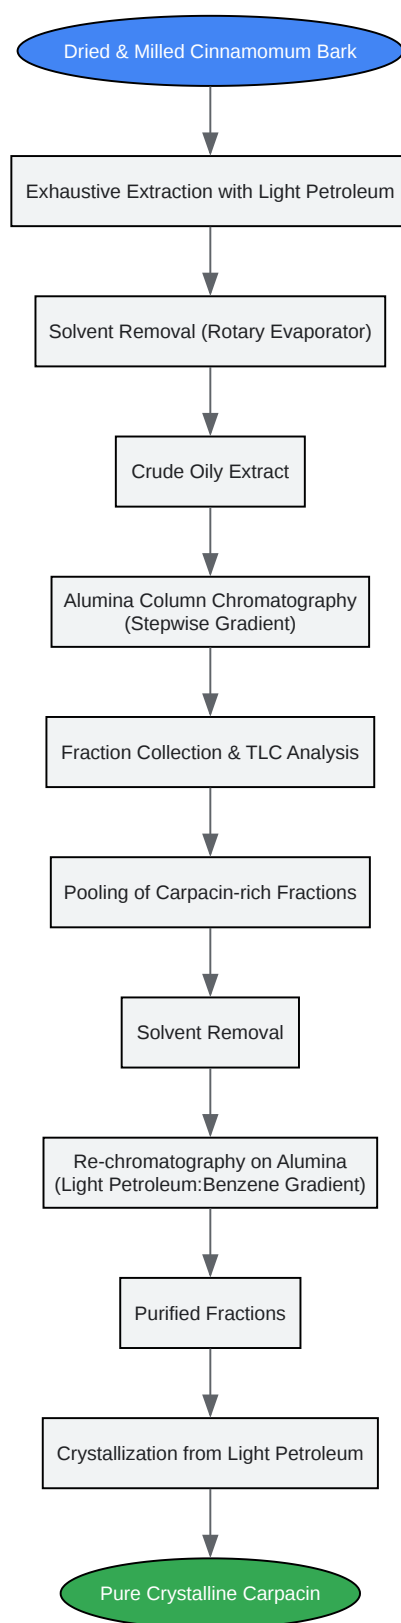 Dried & Milled Cinnamomum Bark
Exhaustive Extraction with Light Petroleum
Solvent Removal (Rotary Evaporator)
Crude Oily Extract
Alumina Column Chromatography
(Stepwise Gradient)
Fraction Collection & TLC Analysis
Pooling of Carpacin-rich Fractions
Solvent Removal
Re-chromatography on Alumina
(Light Petroleum:Benzene Gradient)
Purified Fractions
Crystallization from Light Petroleum
Pure Crystalline Carpacin